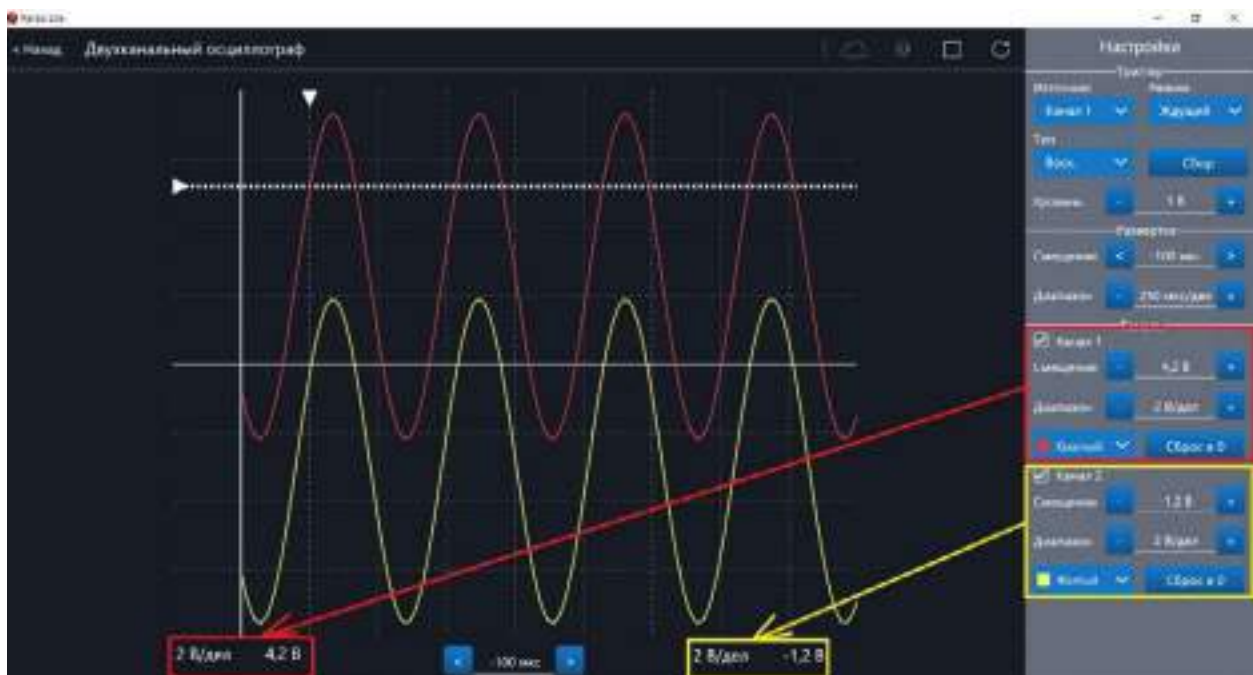 < Назад Двухканальный осциллограф
Настройки
Триггер
Источник Режим
Канал 1 Ждущий
Тип
Сбор
Уровень - 1 В +
Развертка
Смещение < -100 мкс >
Диапазон - 250 мкс/дел +
Канал 1
Смещение - 4,2 В +
Диапазон - 2 В/дел +
Красный Сброс в 0
Канал 2
Смещение - -1,2 В +
Диапазон - 2 В/дел +
Желтый Сброс в 0
2 В/дел 4,2 В
< -100 мкс >
2 В/дел -1,2 В